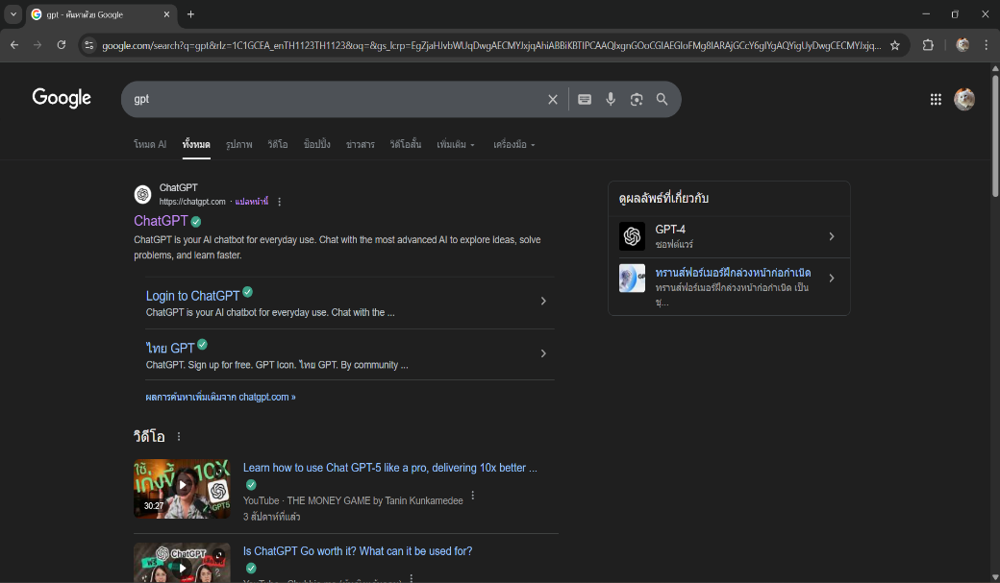 gpt - ค้นหาด้วย Google
google.com/search?q=gpt&rlz=1C1GCEA_enTH1123TH1123&oq=&gs_lcrp=EgZjaHJvbWUqDwgAECMYJxjqAhiABBiKBTIPCAAQIxgnGOoCGIAEGIoFMg8IARAjGCcY6gIYgAQYigUyDwgCECMYJxjq...
Google
gpt
โหมด AI ทั้งหมด รูปภาพ วิดีโอ ช็อปปิ้ง ข่าวสาร วิดีโอสั้น เพิ่มเติม เครื่องมือ
ChatGPT
https://chatgpt.com · แปลหน้านี้
ChatGPT
ChatGPT is your AI chatbot for everyday use. Chat with the most advanced AI to explore ideas, solve
problems, and learn faster.
Login to ChatGPT
ChatGPT is your AI chatbot for everyday use. Chat with the ...
ไทย GPT
ChatGPT. Sign up for free. GPT Icon. ไทย GPT. By community ...
ผลการค้นหาเพิ่มเติมจาก chatgpt.com »
ดูผลลัพธ์ที่เกี่ยวกับ
GPT-4
ซอฟต์แวร์
GP
ทรานส์ฟอร์เมอร์ฝึกล่วงหน้าก่อกำเนิด
ทรานส์ฟอร์เมอร์ฝึกล่วงหน้าก่อกำเนิด เป็น
ชุ...
วิดีโอ
ใช้
เก่งขึ้น 10X
GPT5
30:27
Learn how to use Chat GPT-5 like a pro, delivering 10x better ...
YouTube · THE MONEY GAME by Tanin Kunkamedee
3 สัปดาห์ที่แล้ว
ChatGPT
ฟรี
Is ChatGPT Go worth it? What can it be used for?